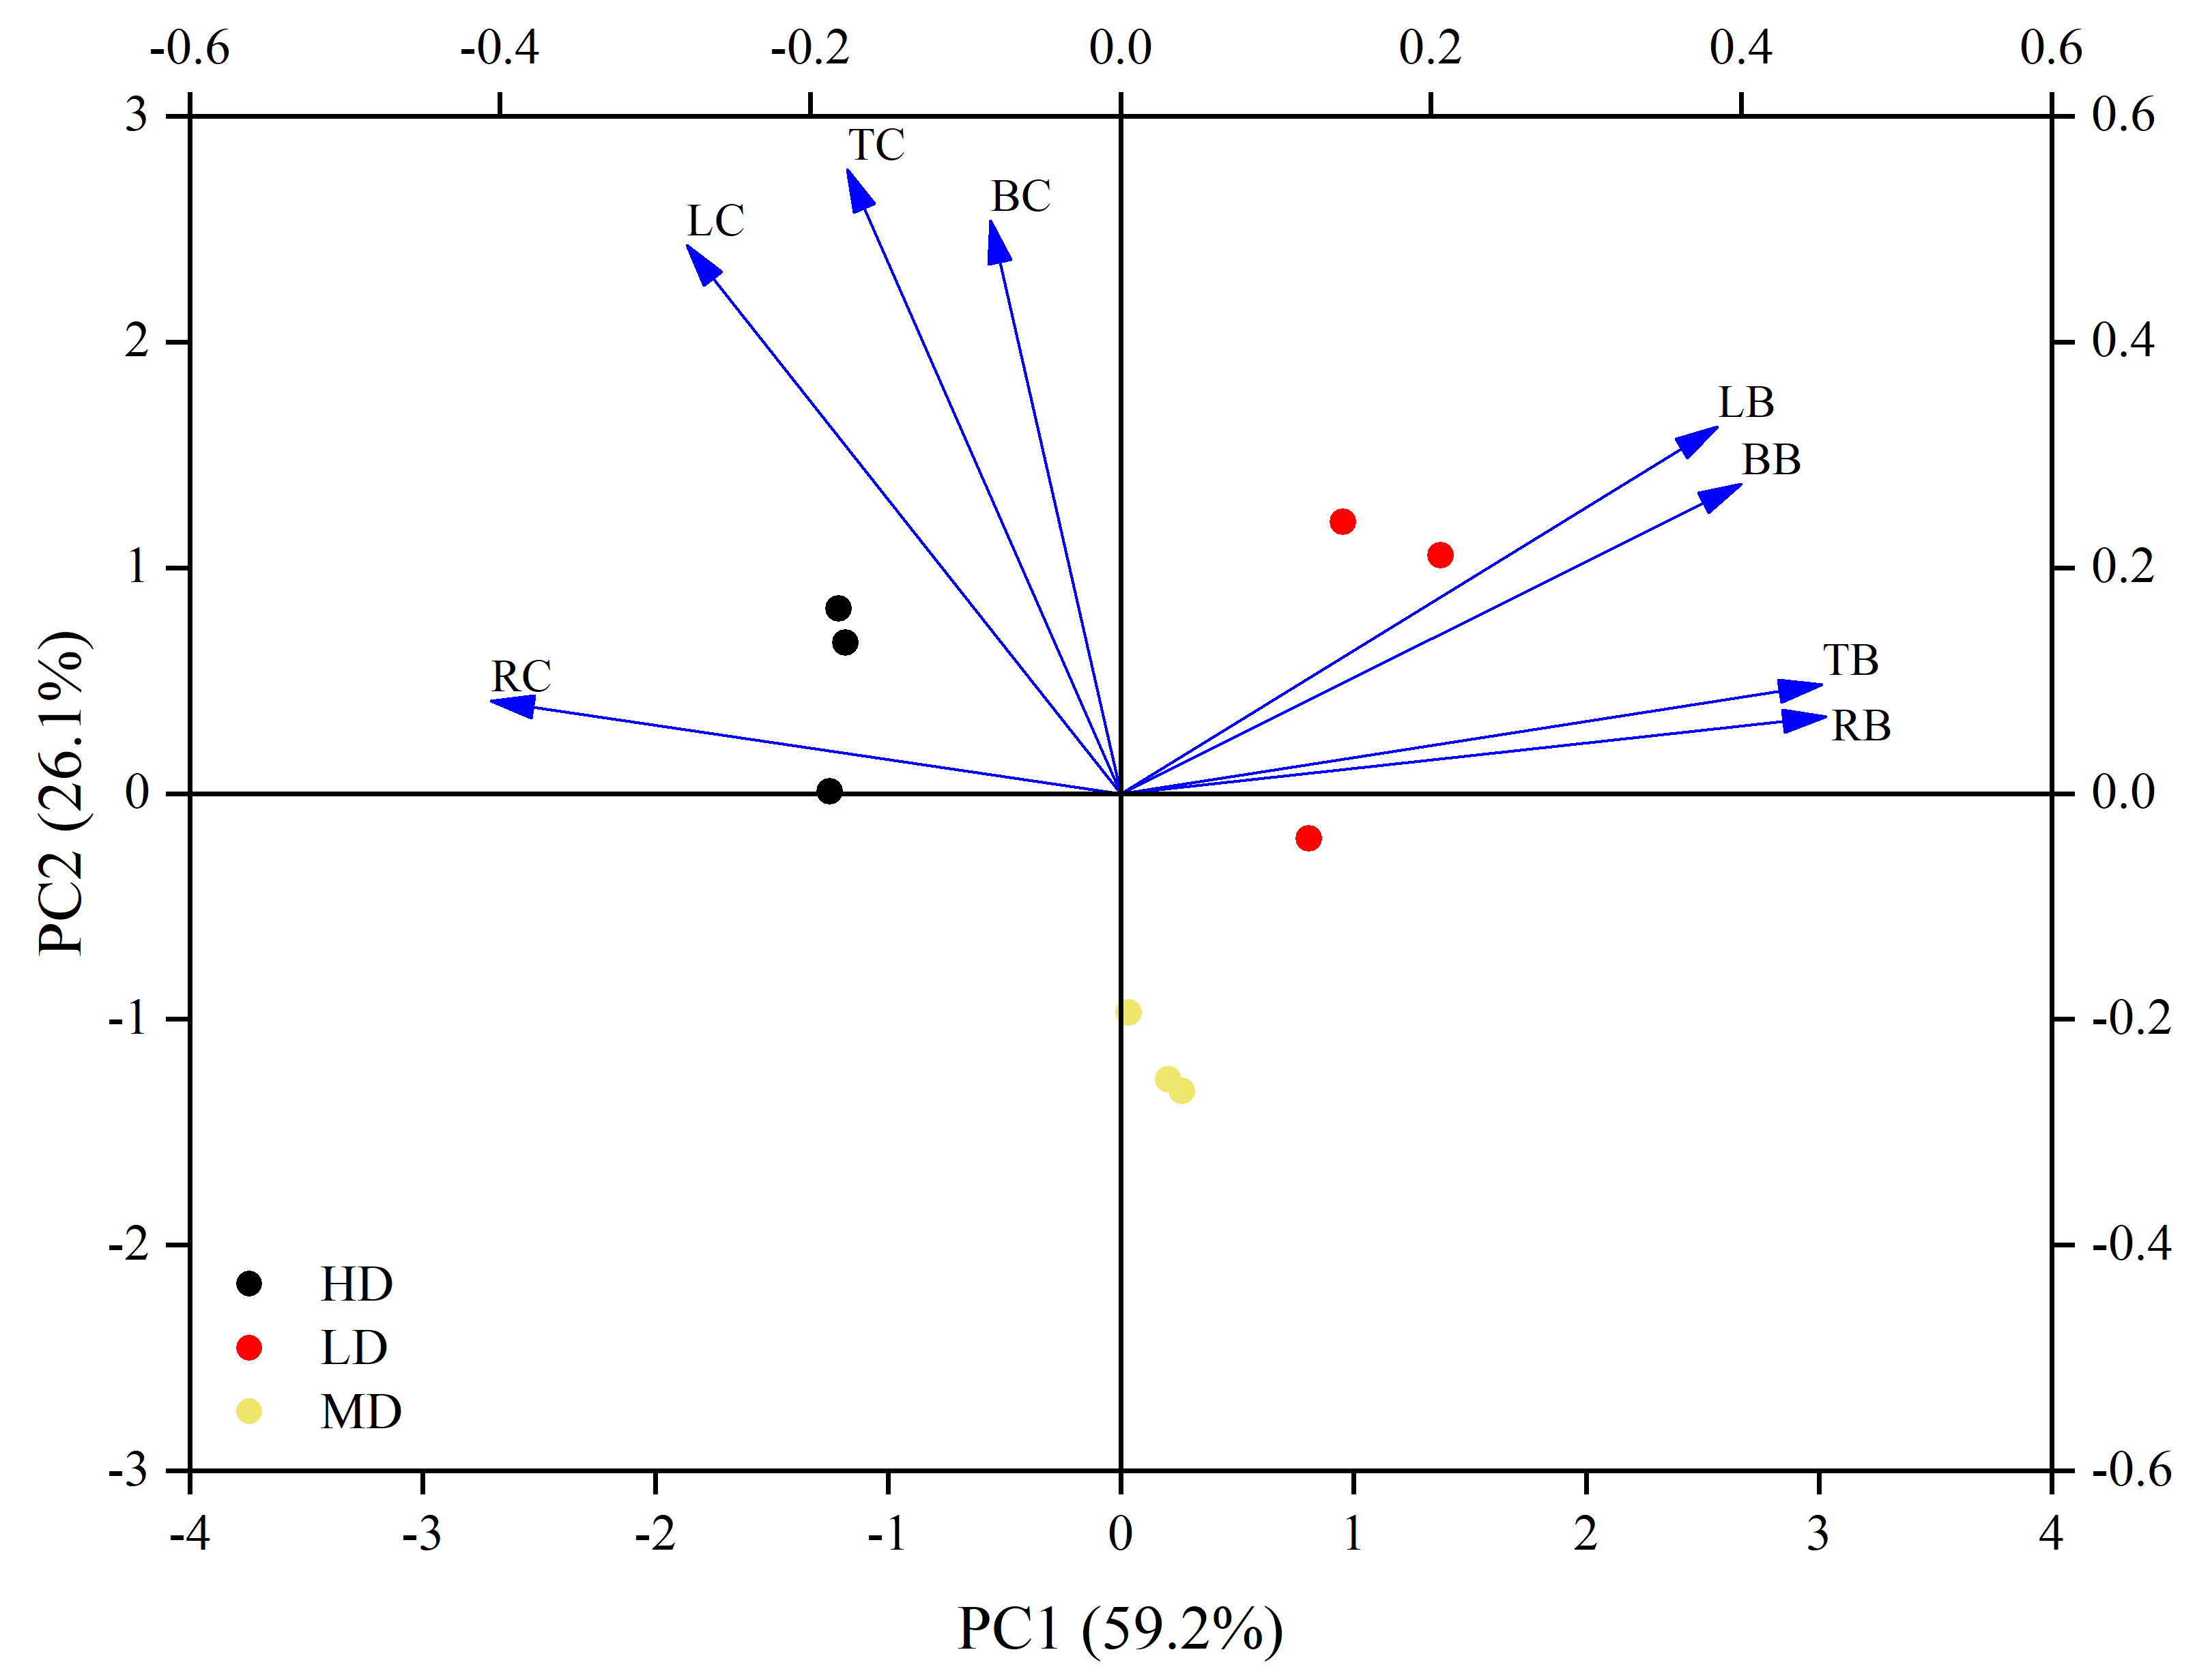 -0.6 -0.4 -0.2 0.0 0.2 0.4 0.6
3 0.6
TC
BC
LC
2 0.4
LB
BB
1 0.2
TB
RC
RB
0 0.0
PC2 (26.1%)
-1 -0.2
-2 -0.4
HD
LD
MD
-3 -0.6
-4 -3 -2 -1 0 1 2 3 4
PC1 (59.2%)